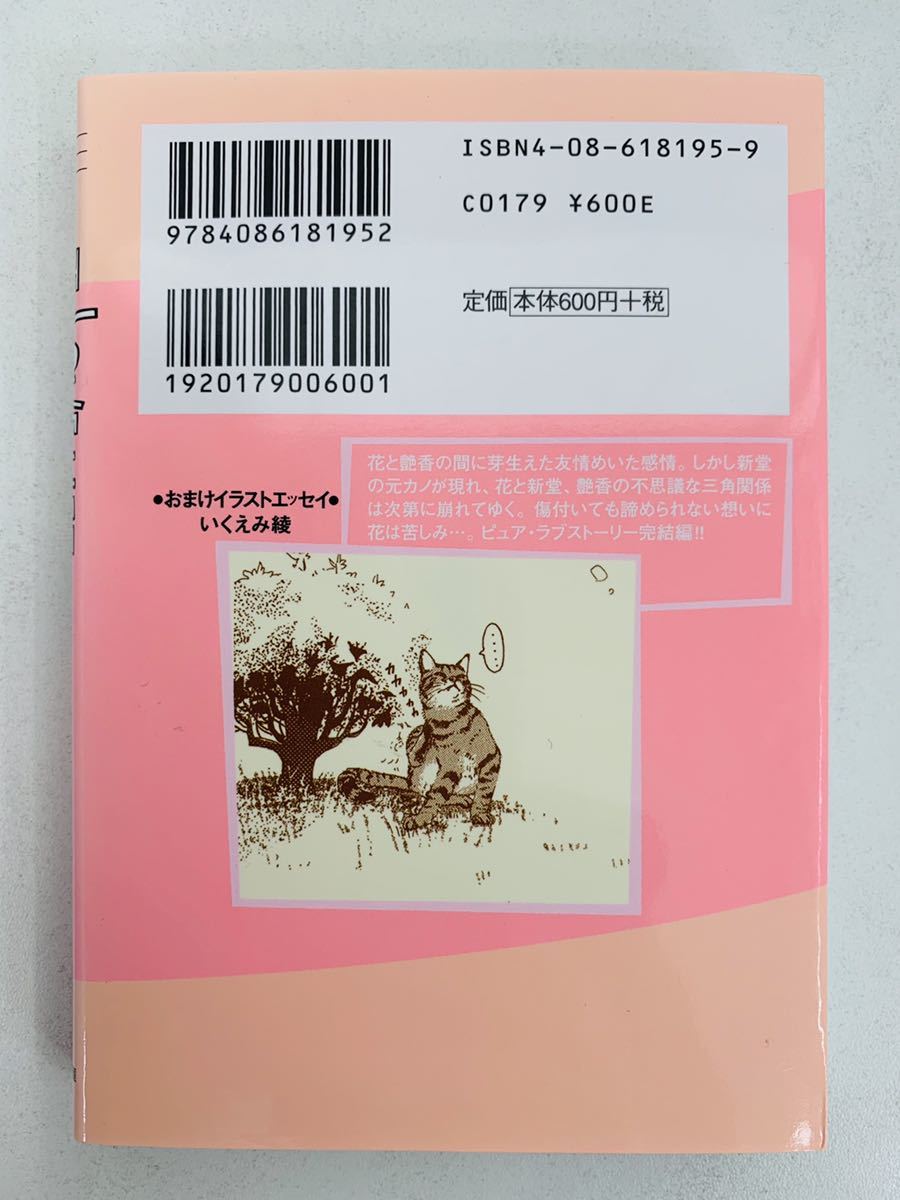 ISBN4-08-618195-9
9784086181952
C0179 ¥600E
定価 本体600円+税
1920179006001
花と艶香の間に芽生えた友情めいた感情。しかし新堂
の元カノが現れ、花と新堂、艶香の不思議な三角関係
は次第に崩れてゆく。傷付いても諦められない想いに
花は苦しみ…。ピュア・ラブストーリー完結編!!
●おまけイラストエッセイ●
いくえみ綾
……
カカカカカ